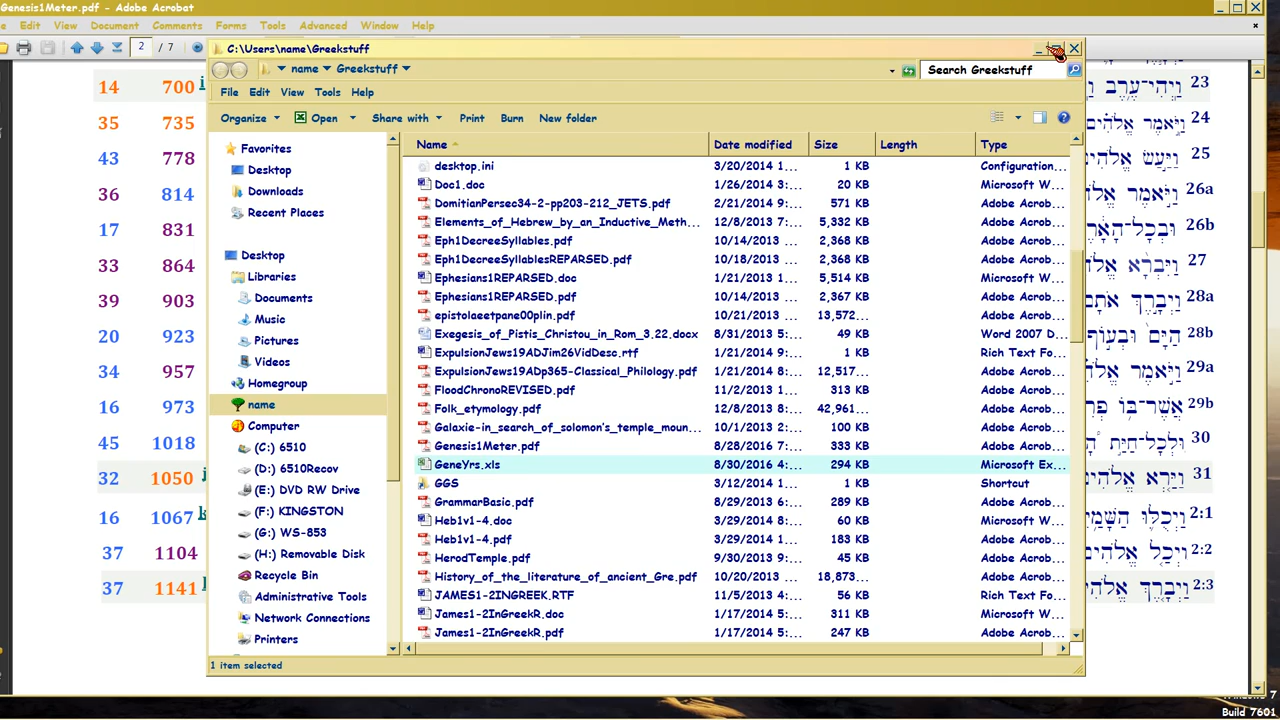 Genesis1Meter.pdf - Adobe Acrobat
Edit View Document Comments Forms Tools Advanced Window Help
2 / 7
C:\Users\name\Greekstuff
name Greekstuff Search Greekstuff
File Edit View Tools Help
Organize Open Share with Print Burn New folder
Favorites
Desktop
Downloads
Recent Places
Desktop
Libraries
Documents
Music
Pictures
Videos
Homegroup
name
Computer
(C:) 6510
(D:) 6510Recov
(E:) DVD RW Drive
(F:) KINGSTON
(G:) WS-853
(H:) Removable Disk
Recycle Bin
Administrative Tools
Network Connections
Printers
Name Date modified Size Length Type
desktop.ini 3/20/2014 1... 1 KB Configuration...
Doc1.doc 1/26/2014 3:... 20 KB Microsoft W...
DomitianPersec34-2-pp203-212_JETS.pdf 2/21/2014 9:... 571 KB Adobe Acrob...
Elements_of_Hebrew_by_an_Inductive_Meth... 12/8/2013 7:... 5,332 KB Adobe Acrob...
Eph1DecreeSyllables.pdf 10/14/2013 ... 2,368 KB Adobe Acrob...
Eph1DecreeSyllablesREPARSED.pdf 10/18/2013 ... 2,368 KB Adobe Acrob...
Ephesians1REPARSED.doc 1/21/2013 1... 5,514 KB Microsoft W...
Ephesians1REPARSED.pdf 10/14/2013 ... 2,367 KB Adobe Acrob...
epistolaeetpane00plin.pdf 10/21/2013 ... 13,572... Adobe Acrob...
Exegesis_of_Pistis_Christou_in_Rom_3.22.docx 8/31/2013 5:... 49 KB Word 2007 D...
ExpulsionJews19ADJim26VidDesc.rtf 1/21/2014 9:... 1 KB Rich Text Fo...
ExpulsionJews19ADp365-Classical_Philology.pdf 1/21/2014 8:... 12,517... Adobe Acrob...
FloodChronoREVISED.pdf 11/2/2013 1... 313 KB Adobe Acrob...
Folk_etymology.pdf 12/8/2013 8:... 42,961... Adobe Acrob...
Galaxie-in_search_of_solomon's_temple_moun... 10/1/2013 2:... 100 KB Adobe Acrob...
Genesis1Meter.pdf 8/28/2016 7:... 333 KB Adobe Acrob...
GeneYrs.xls 8/30/2016 4:... 294 KB Microsoft Ex...
GGS 3/12/2014 1... 1 KB Shortcut
GrammarBasic.pdf 8/29/2013 6:... 289 KB Adobe Acrob...
Heb1v1-4.doc 3/29/2014 8:... 60 KB Microsoft W...
Heb1v1-4.pdf 3/29/2014 8:... 183 KB Adobe Acrob...
HerodTemple.pdf 9/30/2013 9:... 45 KB Adobe Acrob...
History_of_the_literature_of_ancient_Gre.pdf 10/20/2013 ... 18,873... Adobe Acrob...
JAMES1-2INGREEK.RTF 11/5/2013 4:... 56 KB Rich Text Fo...
James1-2InGreekR.doc 1/17/2014 5:... 311 KB Microsoft W...
James1-2InGreekR.pdf 1/17/2014 5:... 247 KB Adobe Acrob...
1 item selected
14 700 i
35 735
43 778
36 814
17 831
33 864
39 903
20 923
34 957
16 973
45 1018
32 1050 j
16 1067 k
37 1104
37 1141
23 וַיְהִי־עֶרֶב
24 וַיֹּאמֶר אֱלֹהִים
25 וַיַּעַשׂ
26a וַיֹּאמֶר
26b וּבְכָל־הָאָרֶ
27 וַיִּבְרָא
28a וַיְבָרֶךְ אֹתָם
28b הַיָּם וּבְעוֹף
29a וַיֹּאמֶר
29b אֲשֶׁר־בּוֹ
30 וּלְכָל־חַיַּת
31 וַיַּרְא
2:1 וַיְכֻלּוּ
2:2 וַיְכַל
2:3 וַיְבָרֶךְ
Build 7601